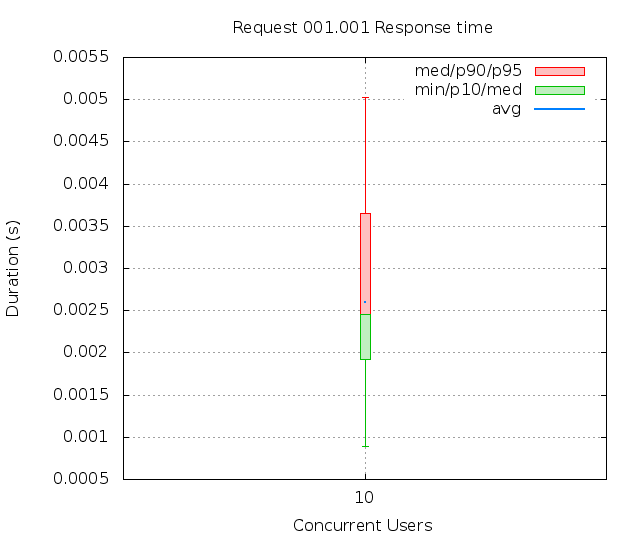 Request 001.001 Response time
0.0055
0.005
0.0045
0.004
0.0035
0.003
0.0025
0.002
0.0015
0.001
0.0005
Duration (s)
med/p90/p95
min/p10/med
avg
10
Concurrent Users